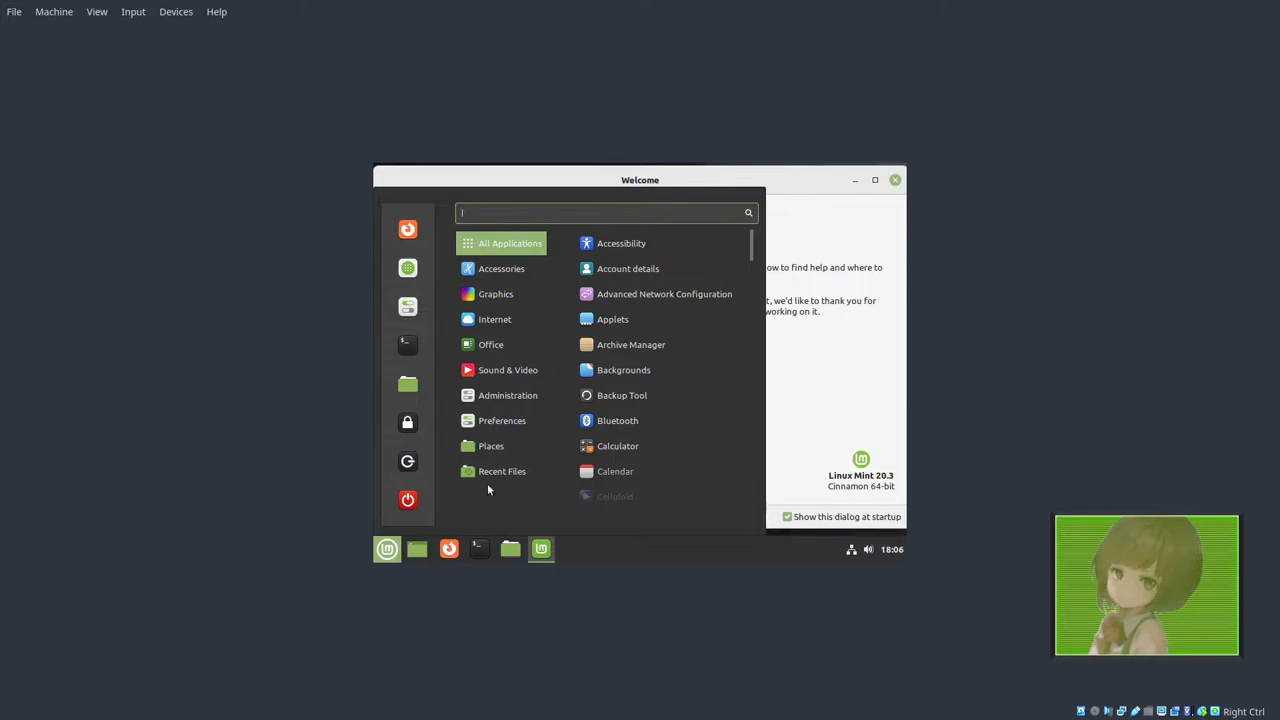 File Machine View Input Devices Help
Welcome
All Applications
Accessories
Graphics
Internet
Office
Sound & Video
Administration
Preferences
Places
Recent Files
Accessibility
Account details
Advanced Network Configuration
Applets
Archive Manager
Backgrounds
Backup Tool
Bluetooth
Calculator
Calendar
Celluloid
ow to find help and where to
t, we'd like to thank you for
working on it.
Linux Mint 20.3
Cinnamon 64-bit
Show this dialog at startup
18:06
Right Ctrl